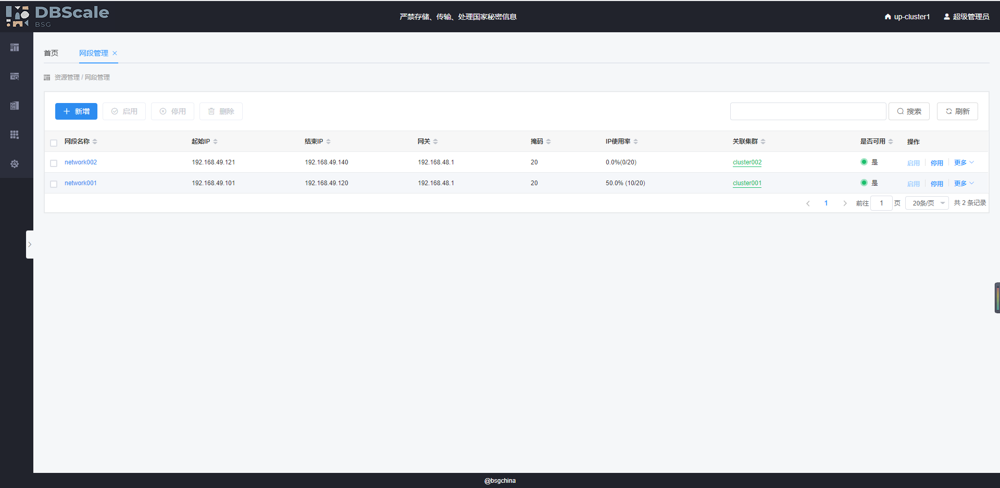 DBScale
BSG
严禁存储、传输、处理国家秘密信息
up-cluster1
超级管理员
首页
网段管理
资源管理 / 网段管理
新增 启用 停用 删除 搜索 刷新
网段名称 起始IP 结束IP 网关 掩码 IP使用率 关联集群 是否可用 操作
network002 192.168.49.121 192.168.49.140 192.168.48.1 20 0.0%(0/20) cluster002 是 启用 停用 更多
network001 192.168.49.101 192.168.49.120 192.168.48.1 20 50.0% (10/20) cluster001 是 启用 停用 更多
1 前往 1 页 20条/页 共 2 条记录
@bsgchina